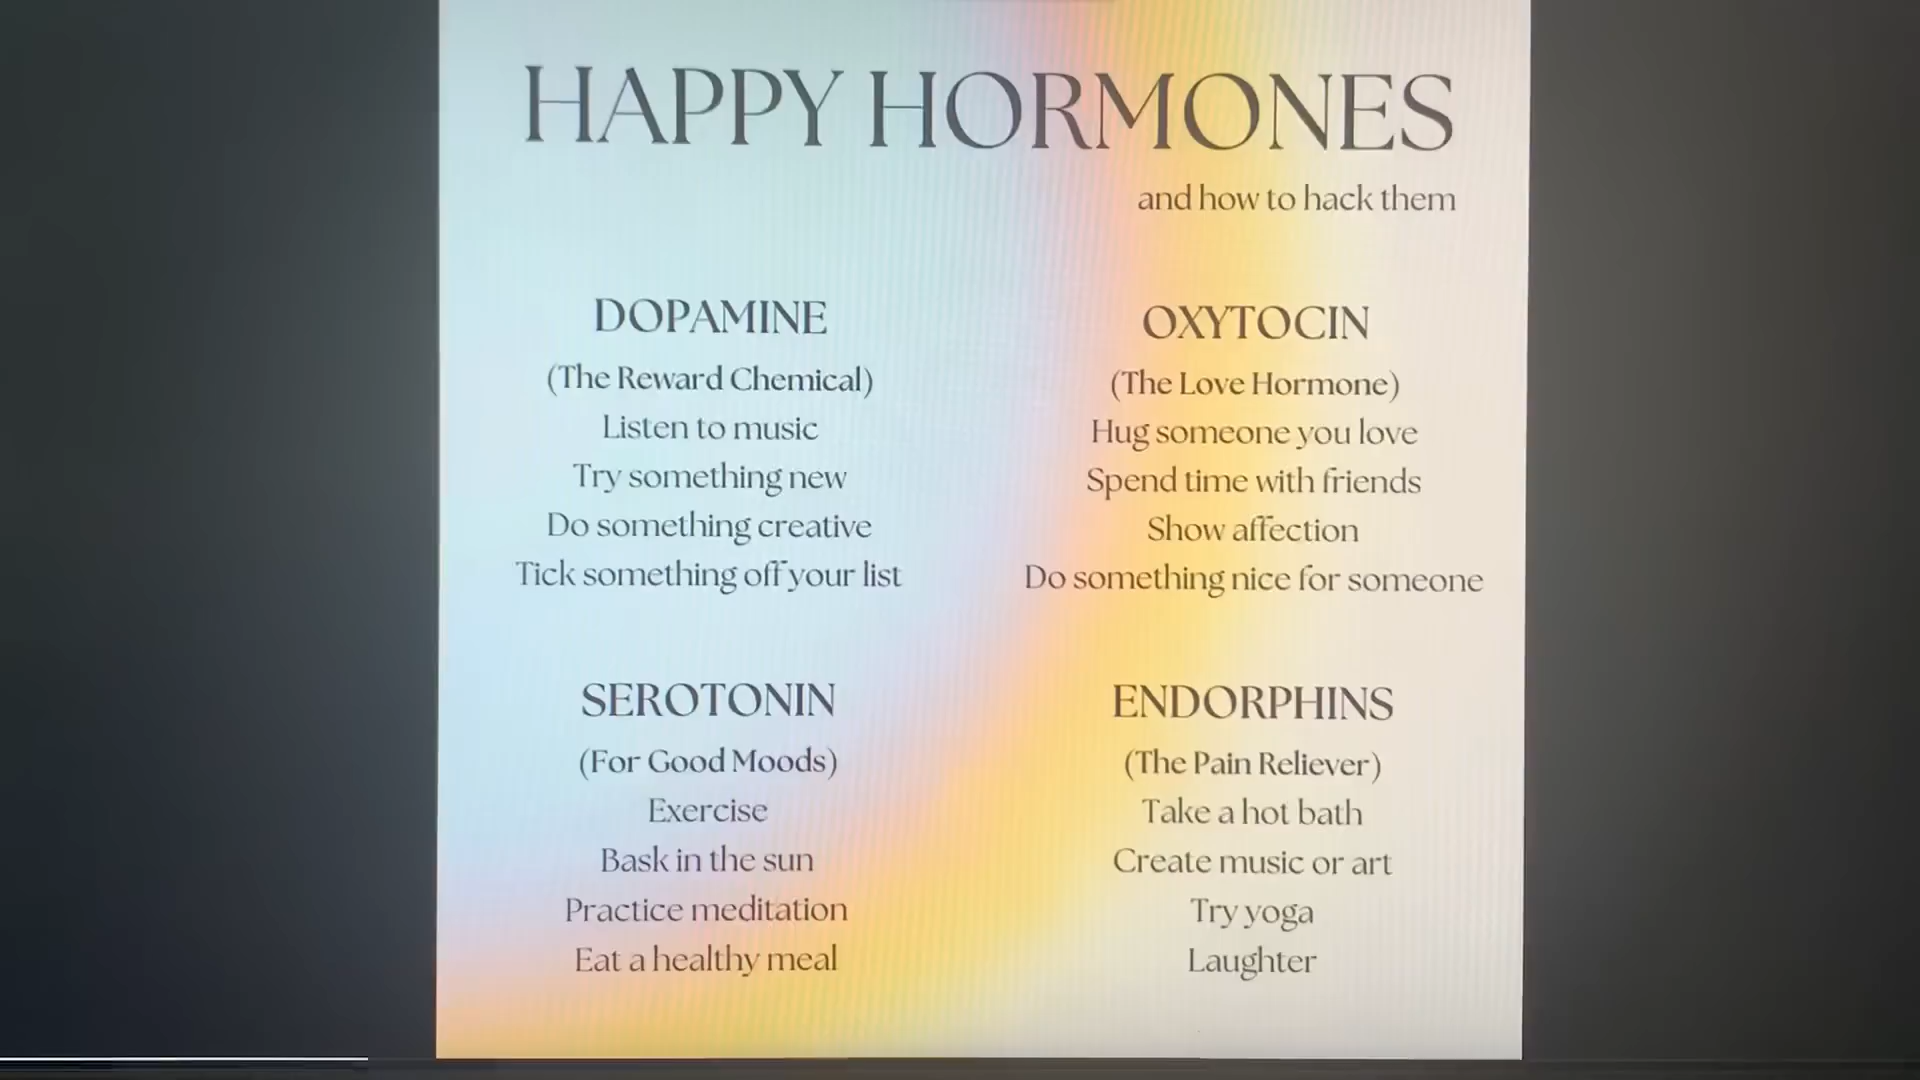 HAPPY HORMONES
and how to hack them
DOPAMINE
(The Reward Chemical)
Listen to music
Try something new
Do something creative
Tick something off your list
OXYTOCIN
(The Love Hormone)
Hug someone you love
Spend time with friends
Show affection
Do something nice for someone
SEROTONIN
(For Good Moods)
Exercise
Bask in the sun
Practice meditation
Eat a healthy meal
ENDORPHINS
(The Pain Reliever)
Take a hot bath
Create music or art
Try yoga
Laughter